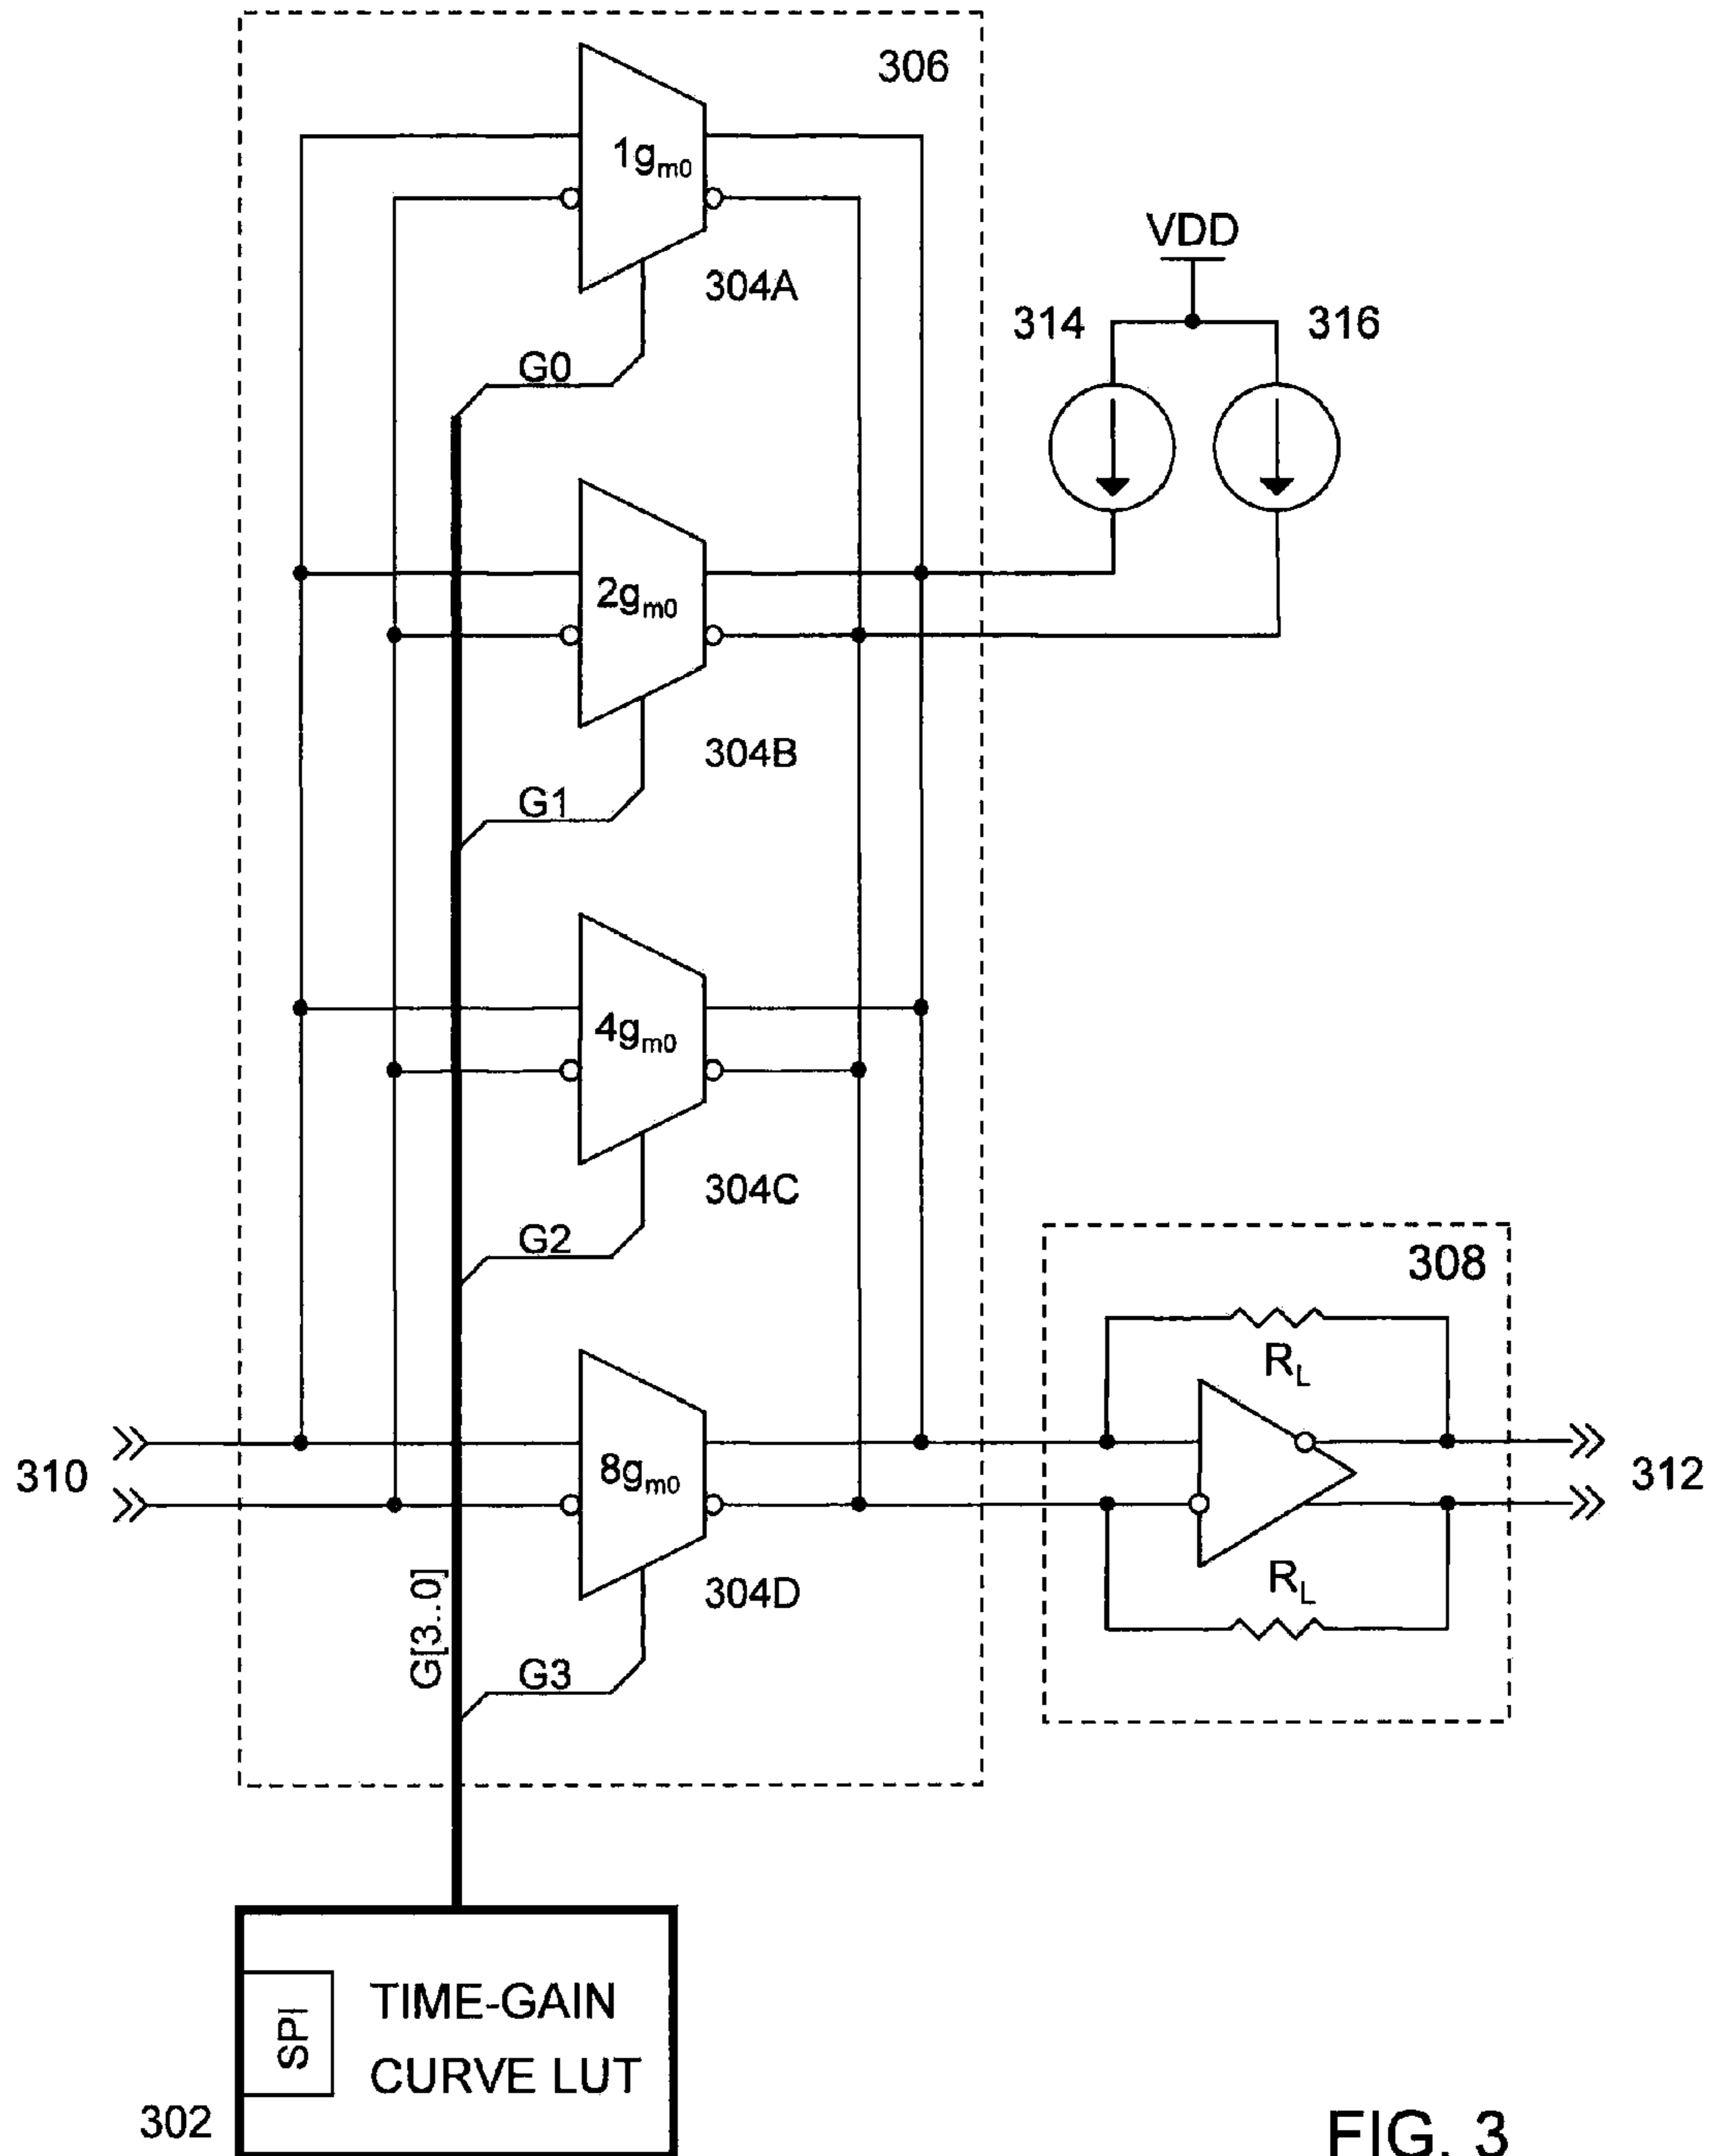 306
1gm0
304A
VDD
314
316
G0
2gm0
304B
G1
4gm0
304C
G2
308
RL
310
8gm0
312
RL
304D
G[3..0]
G3
SPI
TIME-GAIN
CURVE LUT
302
FIG. 3